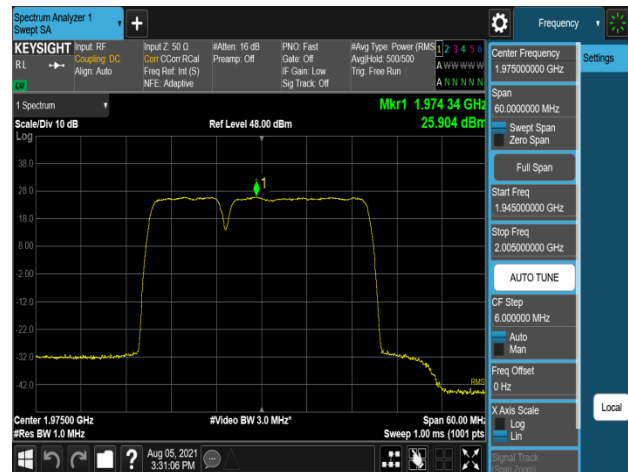 Spectrum Analyzer 1
Swept SA
Frequency
KEYSIGHT
RL
Input: RF
Coupling: DC
Align: Auto
Input Z: 50 Ω
Corr CCorr RCal
Freq Ref: Int (S)
NFE: Adaptive
#Atten: 16 dB
Preamp: Off
PNO: Fast
Gate: Off
IF Gain: Low
Sig Track: Off
#Avg Type: Power (RMS
Avg|Hold: 500/500
Trig: Free Run
1 2 3 4 5 6
A W W W W W
A N N N N N
LXI
1 Spectrum
Scale/Div 10 dB
Log
Ref Level 48.00 dBm
Mkr1 1.974 34 GHz
25.904 dBm
38.0
28.0
18.0
8.00
-2.00
-12.0
-22.0
-32.0
-42.0
1
RMS
Center 1.97500 GHz
#Res BW 1.0 MHz
#Video BW 3.0 MHz*
Span 60.00 MHz
Sweep 1.00 ms (1001 pts
?
Aug 05, 2021
3:31:06 PM
Center Frequency
1.975000000 GHz
Span
60.0000000 MHz
Swept Span
Zero Span
Full Span
Start Freq
1.945000000 GHz
Stop Freq
2.005000000 GHz
AUTO TUNE
CF Step
6.000000 MHz
Auto
Man
Freq Offset
0 Hz
X Axis Scale
Log
Lin
Signal Track
(Span Zoom)
Settings
Local